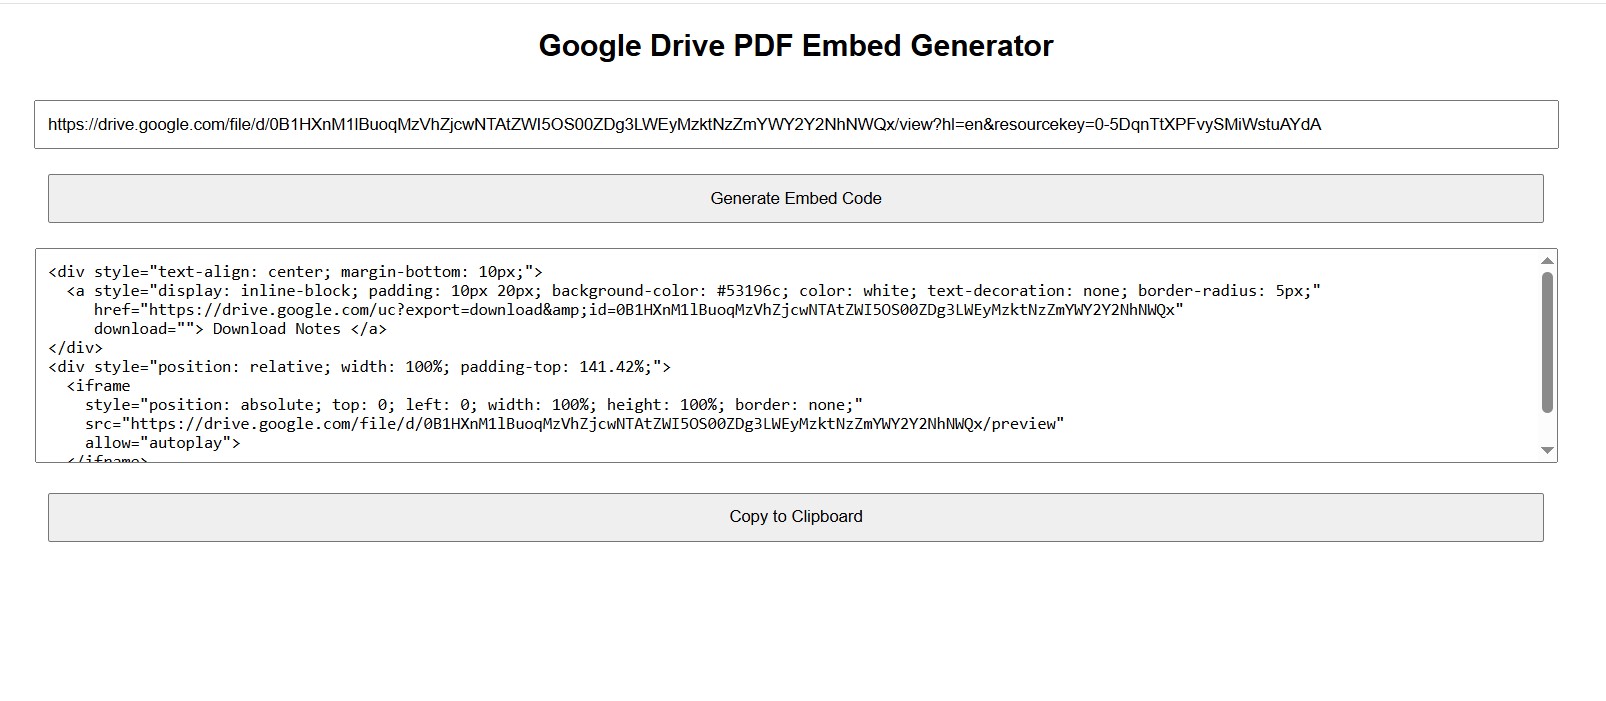 Google Drive PDF Embed Generator
https://drive.google.com/file/d/0B1HXnM1lBuoqMzVhZjcwNTAtZWI5OS00ZDg3LWEyMzktNzZmYWY2Y2NhNWQx/view?hl=en&resourcekey=0-5DqnTtXPFvySMiWstuAYdA
Generate Embed Code
<div style="text-align: center; margin-bottom: 10px;">
  <a style="display: inline-block; padding: 10px 20px; background-color: #53196c; color: white; text-decoration: none; border-radius: 5px;"
     href="https://drive.google.com/uc?export=download&amp;id=0B1HXnM1lBuoqMzVhZjcwNTAtZWI5OS00ZDg3LWEyMzktNzZmYWY2Y2NhNWQx"
     download=""> Download Notes </a>
</div>
<div style="position: relative; width: 100%; padding-top: 141.42%;">
  <iframe
    style="position: absolute; top: 0; left: 0; width: 100%; height: 100%; border: none;"
    src="https://drive.google.com/file/d/0B1HXnM1lBuoqMzVhZjcwNTAtZWI5OS00ZDg3LWEyMzktNzZmYWY2Y2NhNWQx/preview"
    allow="autoplay">
  </iframe>
Copy to Clipboard